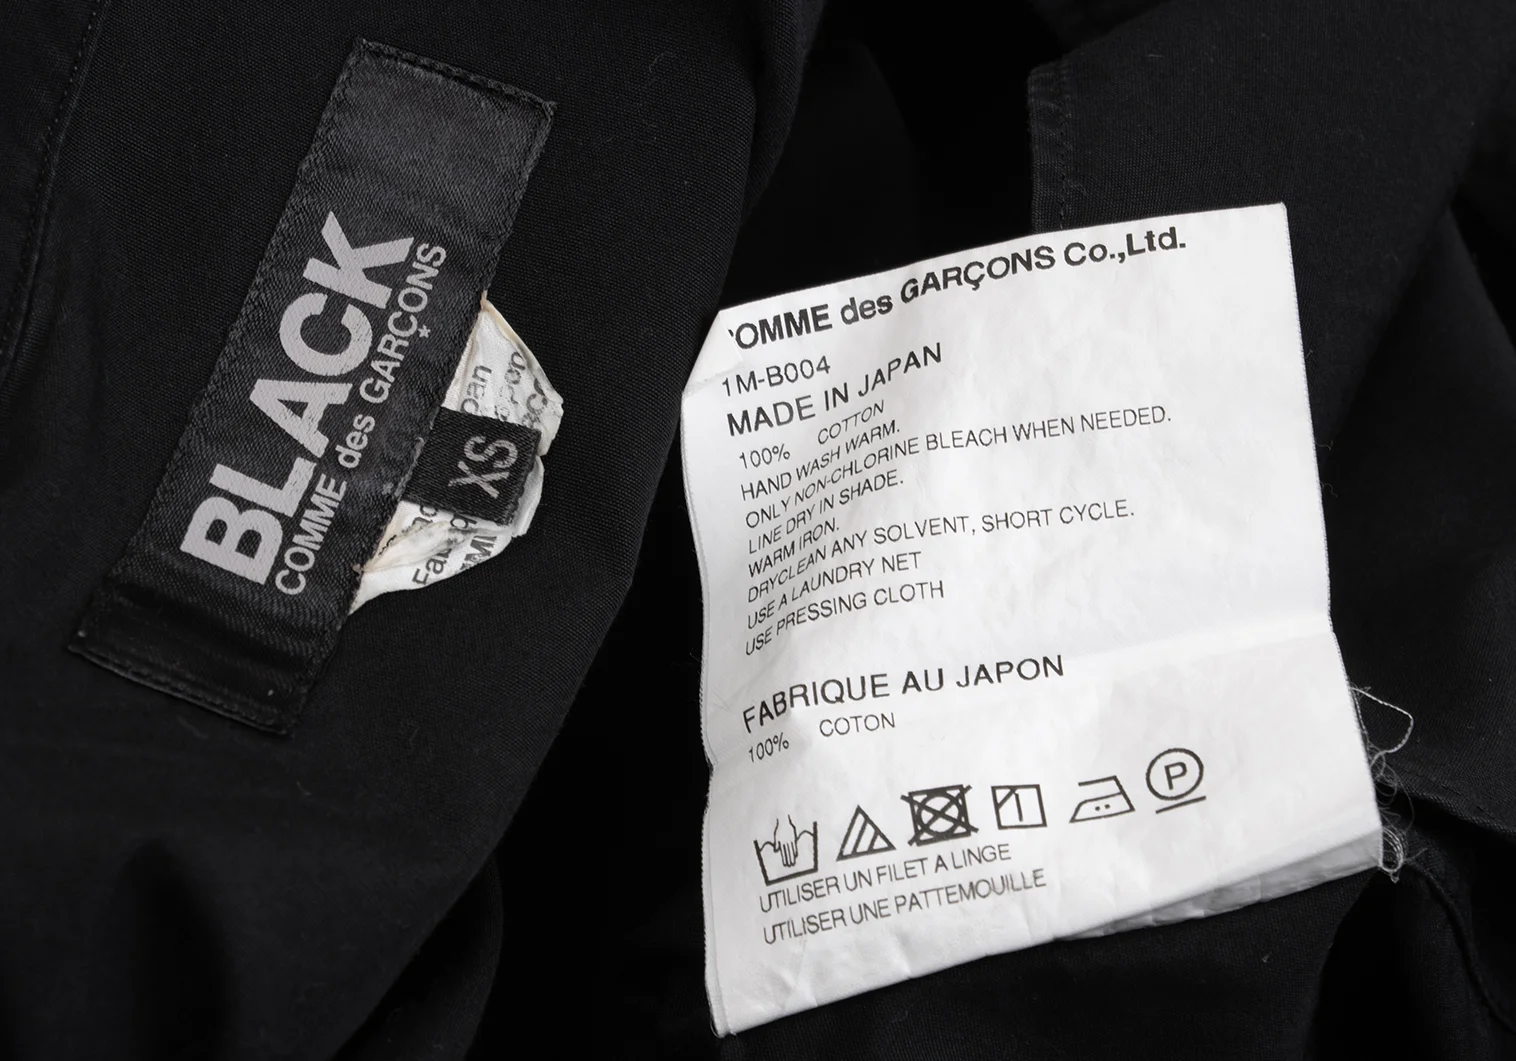 BLACK
COMME des GARÇONS
XS
OMME des GARÇONS Co.,Ltd.
1M-B004
MADE IN JAPAN
100% COTTON
HAND WASH WARM.
ONLY NON-CHLORINE BLEACH WHEN NEEDED.
LINE DRY IN SHADE.
WARM IRON.
DRYCLEAN ANY SOLVENT, SHORT CYCLE.
USE A LAUNDRY NET
USE PRESSING CLOTH
FABRIQUE AU JAPON
100% COTON
P
UTILISER UN FILET A LINGE
UTILISER UNE PATTEMOUILLE